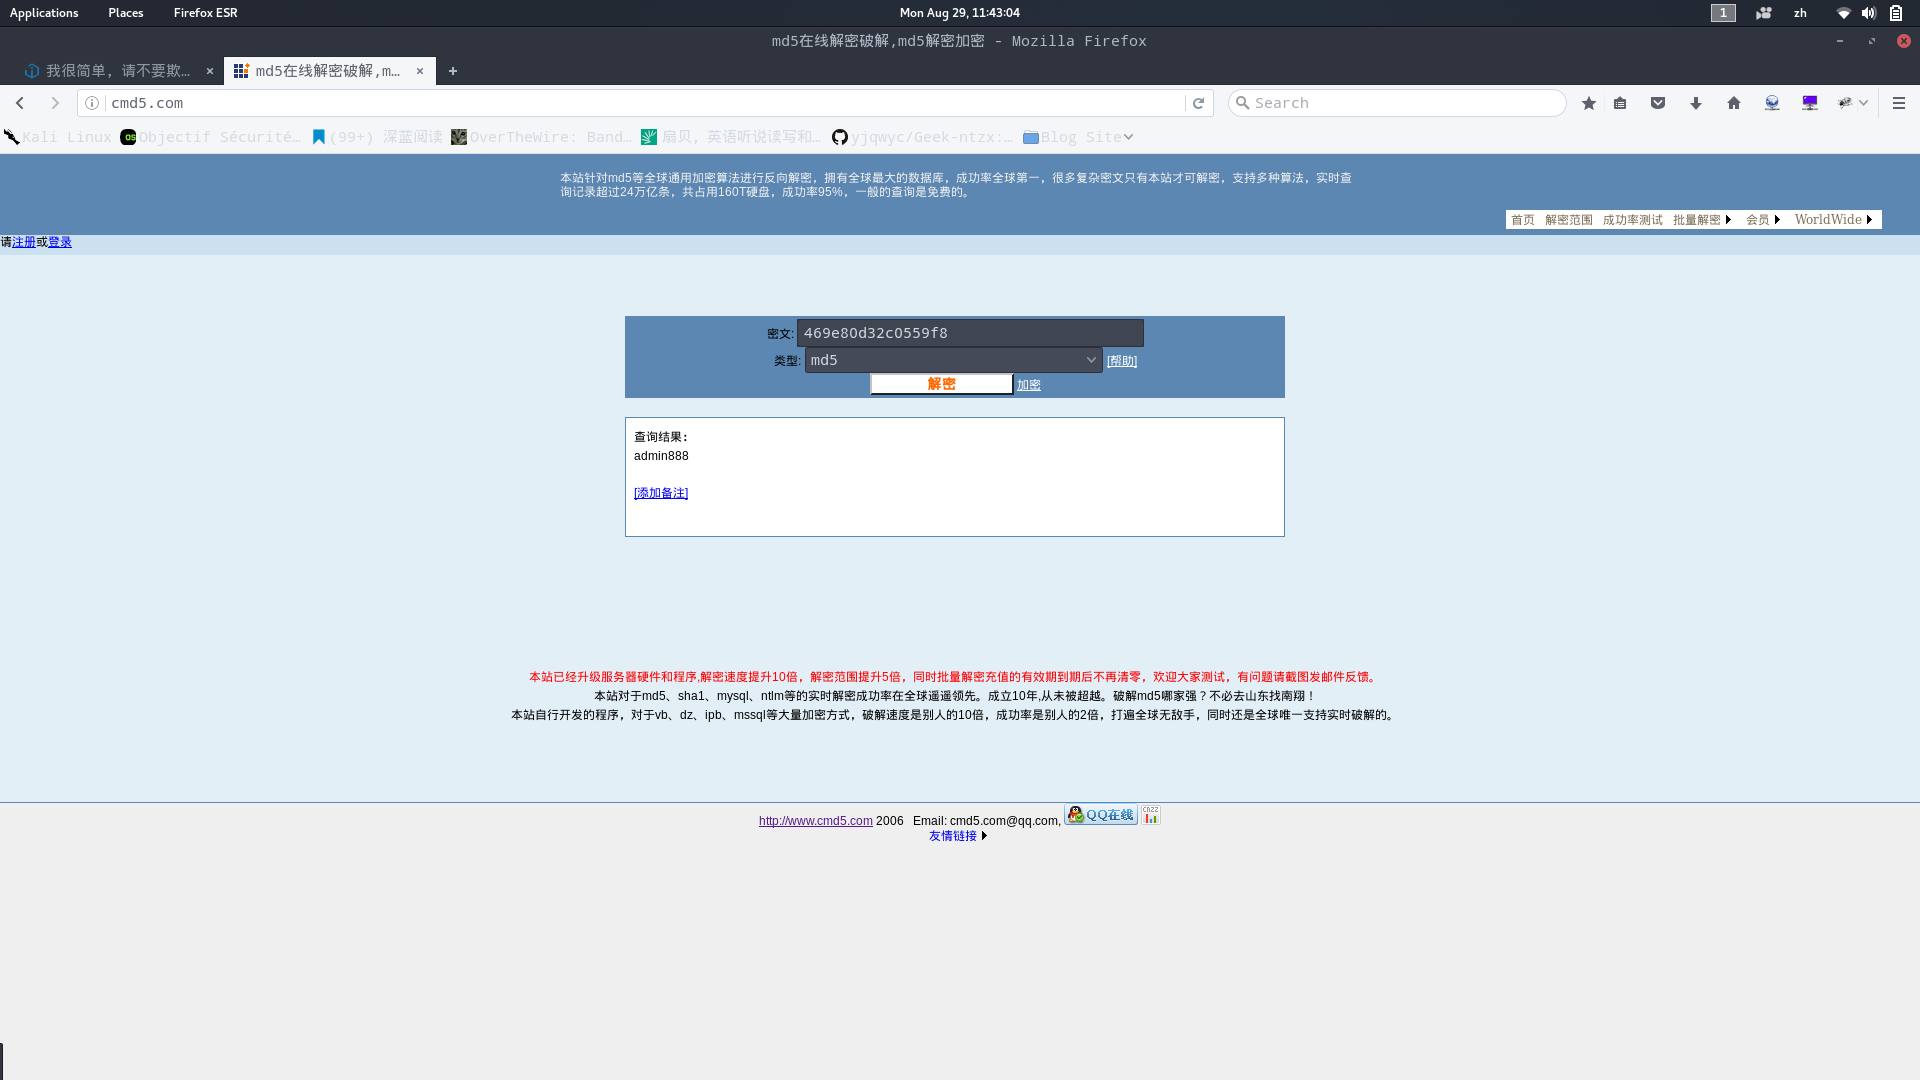 Applications Places Firefox ESR Mon Aug 29, 11:43:04 1 zh
md5在线解密破解,md5解密加密 - Mozilla Firefox
我很简单，请不要欺... × md5在线解密破解,m... × +
cmd5.com Search
Kali Linux Objectif Sécurité... (99+) 深蓝阅读 OverTheWire: Band... 扇贝，英语听说读写和... yjqwyc/Geek-ntzx:... Blog Site
本站针对md5等全球通用加密算法进行反向解密，拥有全球最大的数据库，成功率全球第一，很多复杂密文只有本站才可解密，支持多种算法，实时查
询记录超过24万亿条，共占用160T硬盘，成功率95%，一般的查询是免费的。
首页 解密范围 成功率测试 批量解密 会员 WorldWide
请注册或登录
密文: 469e80d32c0559f8
类型: md5 [帮助]
解密 加密
查询结果:
admin888
[添加备注]
本站已经升级服务器硬件和程序,解密速度提升10倍，解密范围提升5倍，同时批量解密充值的有效期到期后不再清零，欢迎大家测试，有问题请截图发邮件反馈。
本站对于md5、sha1、mysql、ntlm等的实时解密成功率在全球遥遥领先。成立10年,从未被超越。破解md5哪家强？不必去山东找南翔！
本站自行开发的程序，对于vb、dz、ipb、mssql等大量加密方式，破解速度是别人的10倍，成功率是别人的2倍，打遍全球无敌手，同时还是全球唯一支持实时破解的。
http://www.cmd5.com 2006 Email: cmd5.com@qq.com, QQ在线 CNZZ
友情链接